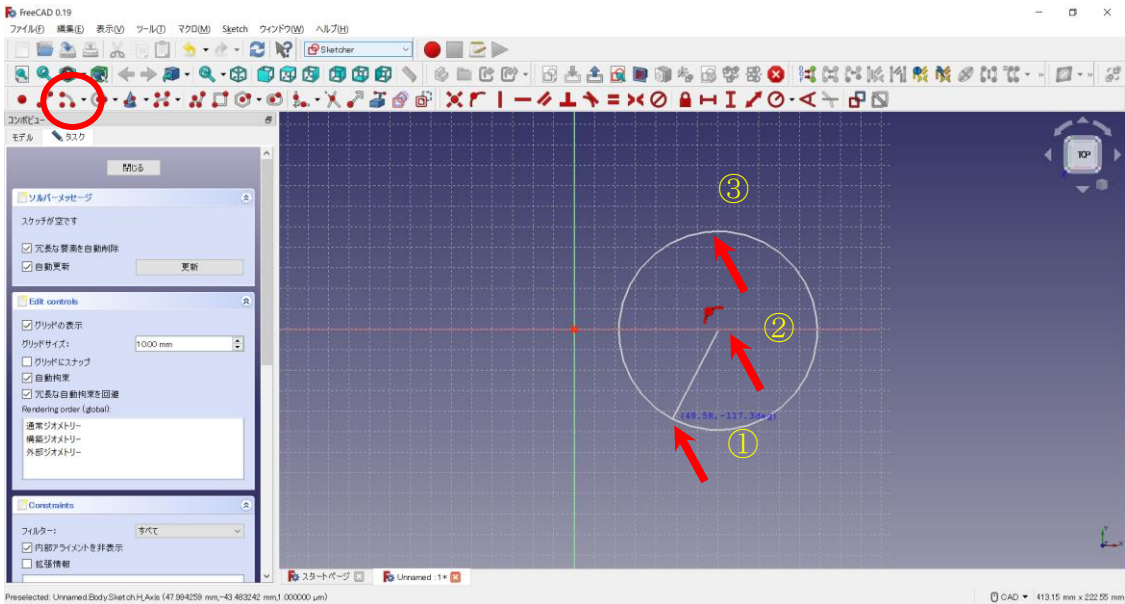 FreeCAD 0.19
ファイル(F) 編集(E) 表示(V) ツール(T) マクロ(M) Sketch ウィンドウ(W) ヘルプ(H)
Sketcher
コンボビュー
モデル タスク
閉じる
ソルバーメッセージ
スケッチが空です
冗長な要素を自動削除
自動更新 更新
Edit controls
グリッドの表示
グリッドサイズ: 10.00 mm
グリッドにスナップ
自動拘束
冗長な自動拘束を回避
Rendering order (global):
通常ジオメトリー
構築ジオメトリー
外部ジオメトリー
Constraints
フィルター: すべて
内部アライメントを非表示
拡張情報
TOP
③
②
(48.5R,-117.3deg)
①
Y
Z X
スタートページ Unnamed : 1*
Preselected: Unnamed.Body.Sketch.H_Axis (47.994259 mm,-43.483242 mm,1.000000 μm) CAD 413.15 mm x 222.55 mm